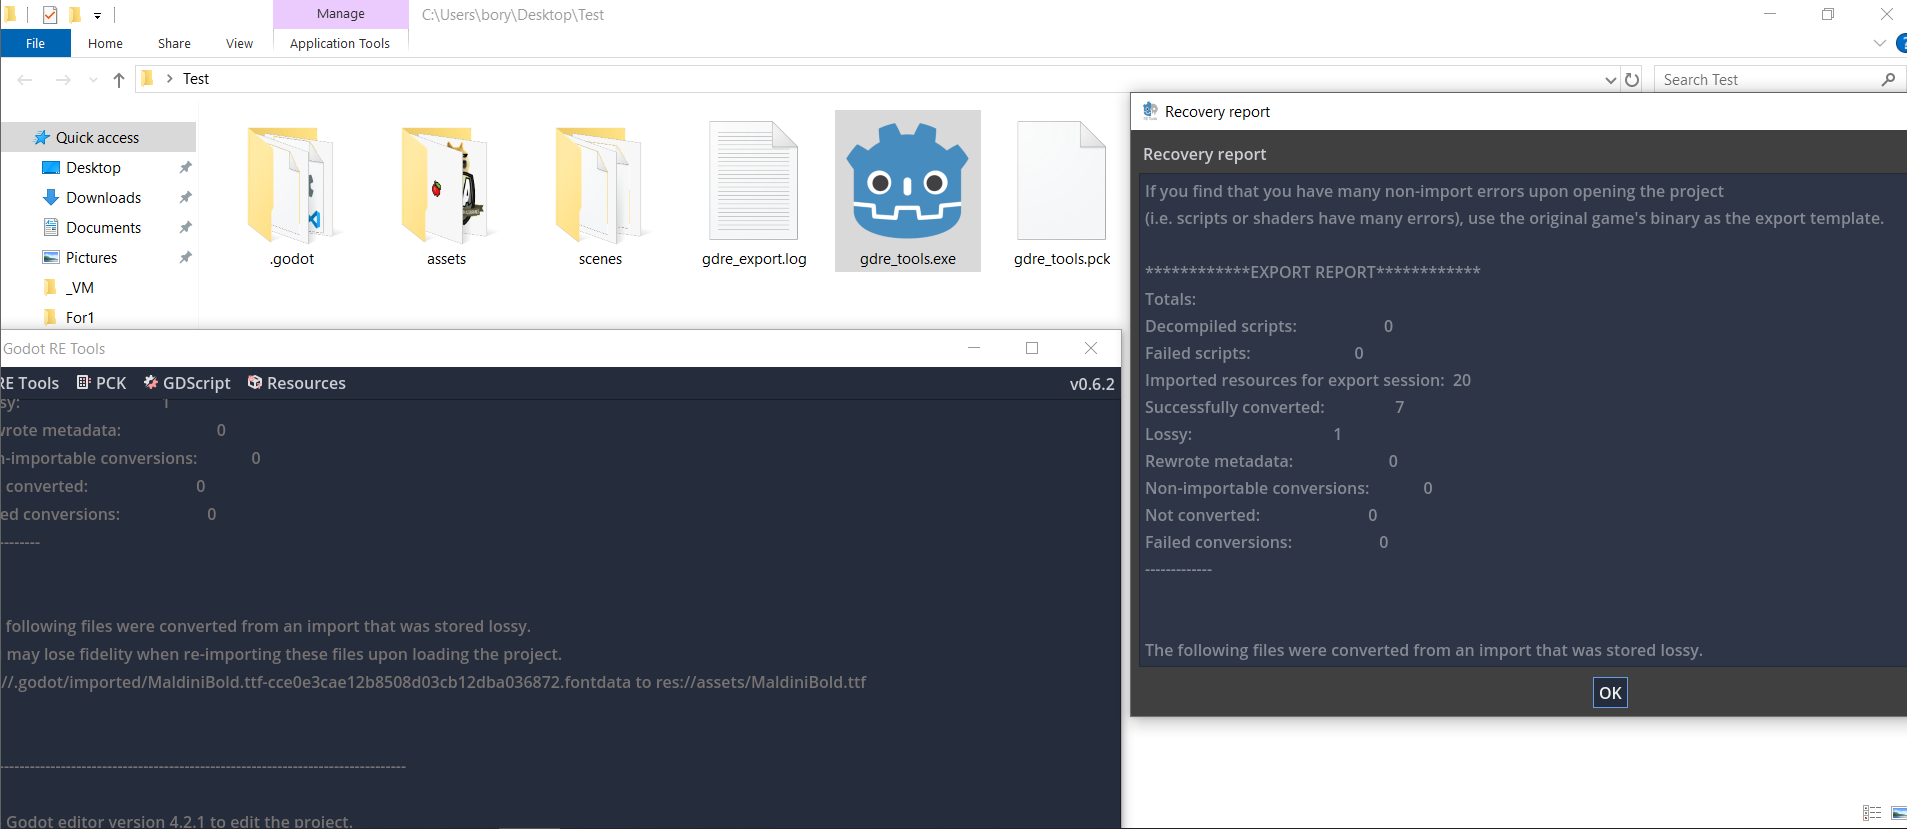 Manage
C:\Users\bory\Desktop\Test
File
Home
Share
View
Application Tools
Test
Search Test
Quick access
Desktop
Downloads
Documents
Pictures
_VM
For1
.godot
assets
scenes
gdre_export.log
gdre_tools.exe
gdre_tools.pck
Godot RE Tools
RE Tools
PCK
GDScript
Resources
v0.6.2
sy: 1
wrote metadata: 0
n-importable conversions: 0
converted: 0
ed conversions: 0
--------
following files were converted from an import that was stored lossy.
may lose fidelity when re-importing these files upon loading the project.
//.godot/imported/MaldiniBold.ttf-cce0e3cae12b8508d03cb12dba036872.fontdata to res://assets/MaldiniBold.ttf
--------------------------------------------------------------------------------
Godot editor version 4.2.1 to edit the project.
Recovery report
Recovery report
If you find that you have many non-import errors upon opening the project
(i.e. scripts or shaders have many errors), use the original game's binary as the export template.
************EXPORT REPORT************
Totals:
Decompiled scripts: 0
Failed scripts: 0
Imported resources for export session: 20
Successfully converted: 7
Lossy: 1
Rewrote metadata: 0
Non-importable conversions: 0
Not converted: 0
Failed conversions: 0
-------------
The following files were converted from an import that was stored lossy.
OK